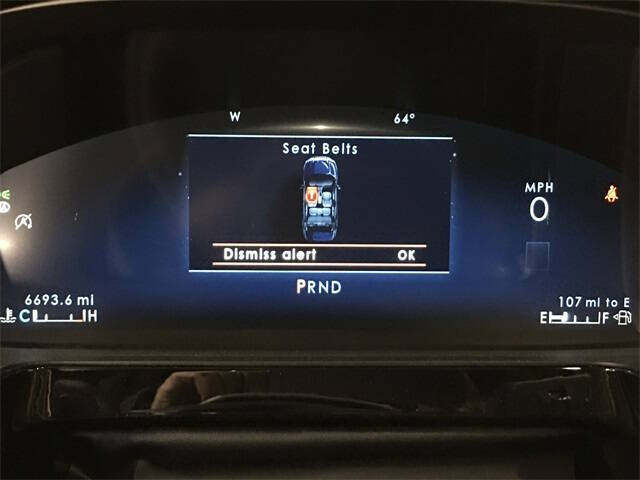 W 64°
Seat Belts
MPH
0
Dismiss alert OK
PRND
6693.6 mi
107 mi to E
C H
E F